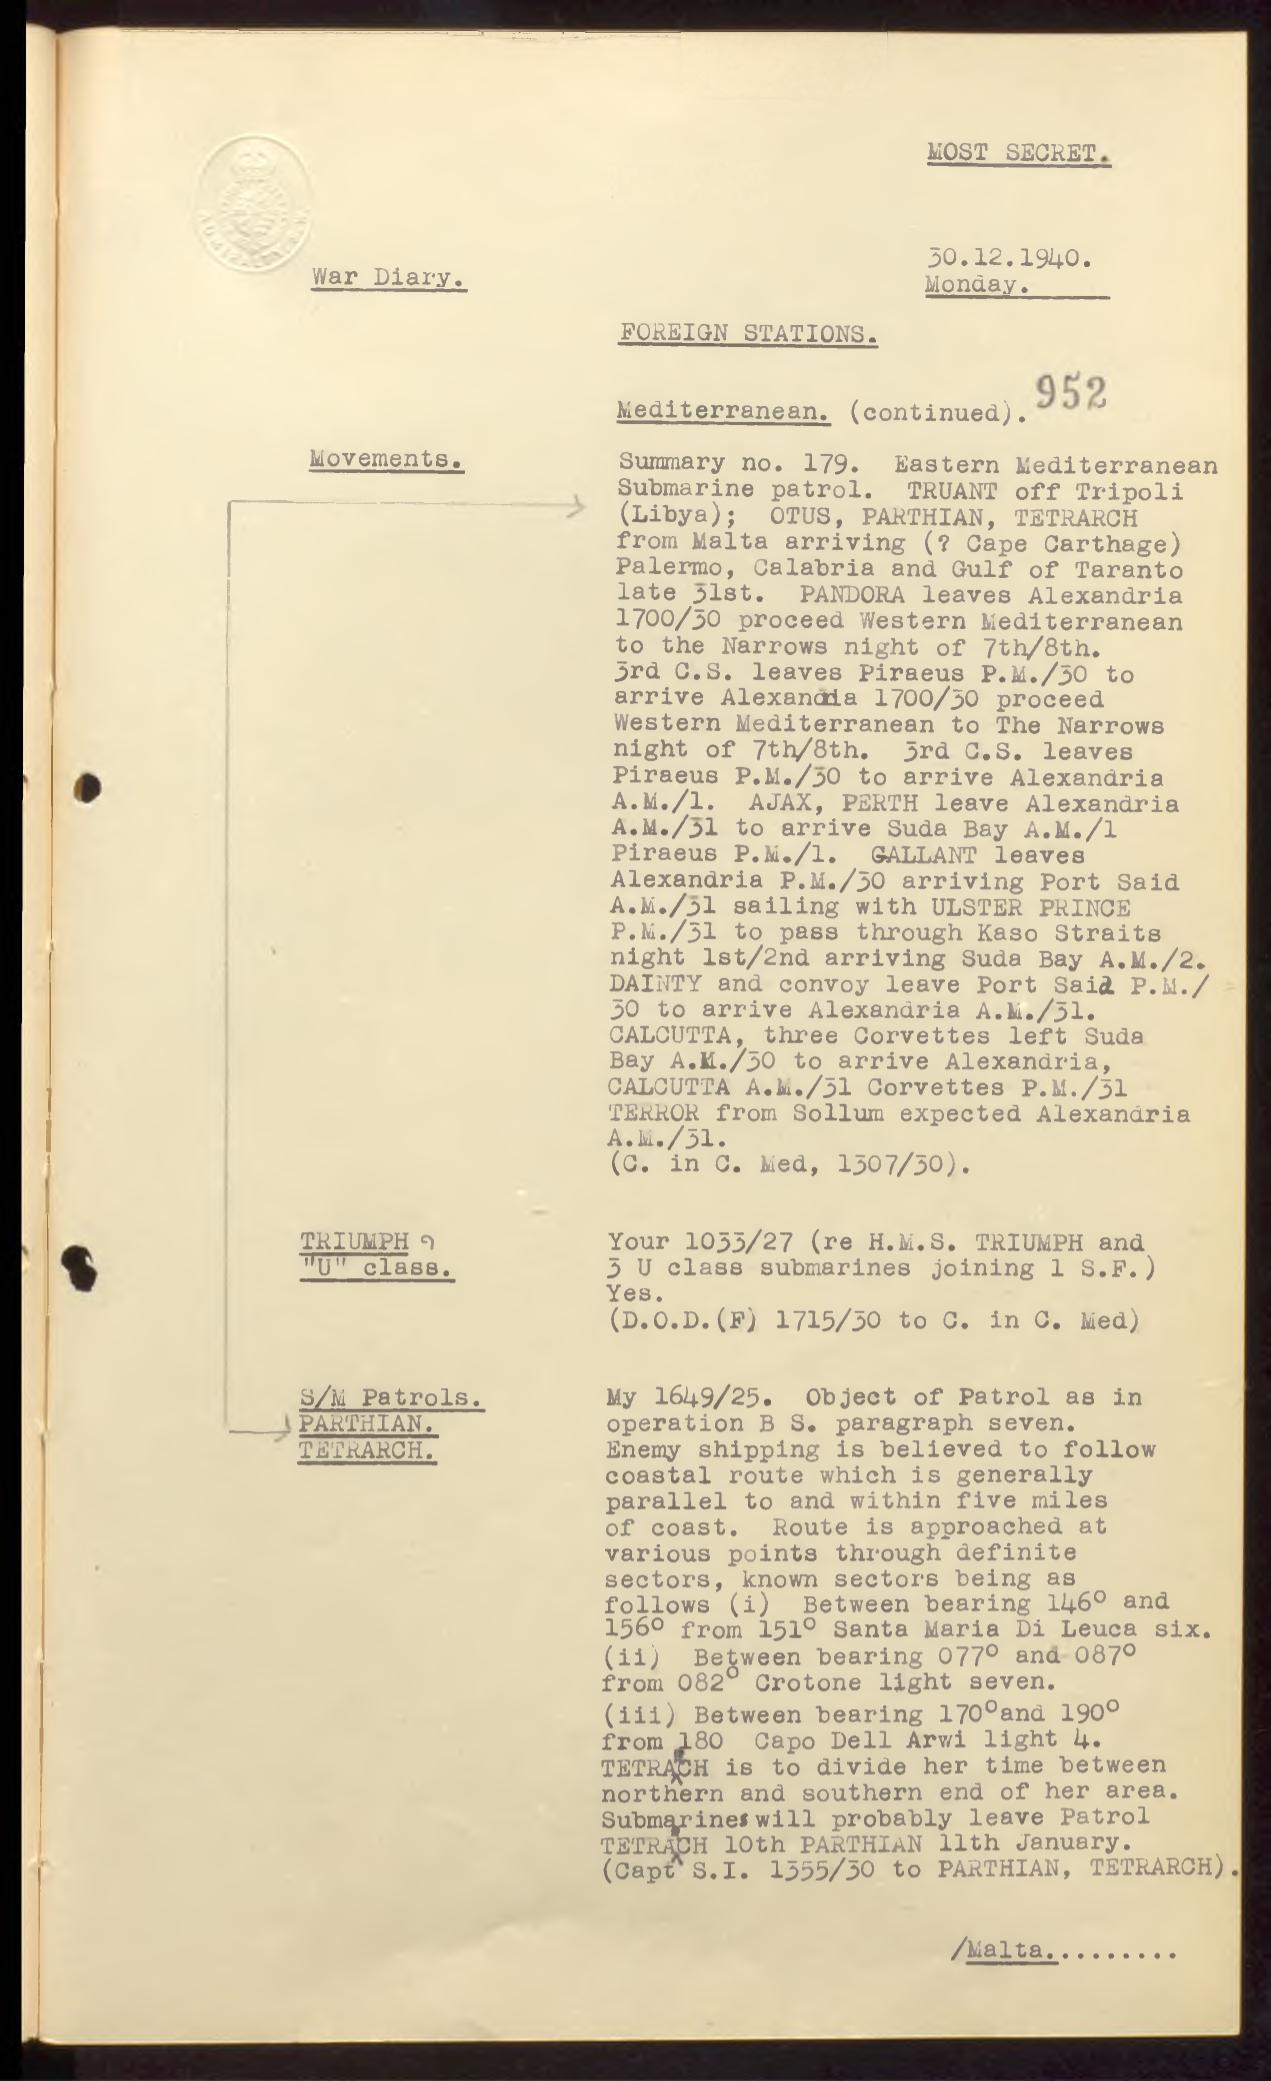 MOST SECRET.
30.12.1940.
War Diary.
Monday.
FOREIGN STATIONS.
952
Mediterranean. (continued).
Movements.
Summary no. 179. Eastern Mediterranean
Submarine patrol. TRUANT off Tripoli
(Libya); OTUS, PARTHIAN, TETRARCH
from Malta arriving (? Cape Carthage)
Palermo, Calabria and Gulf of Taranto
late 31st. PANDORA leaves Alexandria
1700/30 proceed Western Mediterranean
to the Narrows night of 7th/8th.
3rd C.S. leaves Piraeus P.M./30 to
arrive Alexandria 1700/30 proceed
Western Mediterranean to The Narrows
night of 7th/8th. 3rd C.S. leaves
Piraeus P.M./30 to arrive Alexandria
A.M./1. AJAX, PERTH leave Alexandria
A.M./31 to arrive Suda Bay A.M./1
Piraeus P.M./1. GALLANT leaves
Alexandria P.M./30 arriving Port Said
A.M./31 sailing with ULSTER PRINCE
P.M./31 to pass through Kaso Straits
night 1st/2nd arriving Suda Bay A.M./2.
DAINTY and convoy leave Port Said P.M./
30 to arrive Alexandria A.M./31.
CALCUTTA, three Corvettes left Suda
Bay A.M./30 to arrive Alexandria,
CALCUTTA A.M./31 Corvettes P.M./31
TERROR from Sollum expected Alexandria
A.M./31.
(C. in C. Med, 1307/30).
TRIUMPH
"U" class.
Your 1033/27 (re H.M.S. TRIUMPH and
3 U class submarines joining 1 S.F.)
Yes.
(D.O.D.(F) 1715/30 to C. in C. Med)
S/M Patrols.
PARTHIAN.
TETRARCH.
My 1649/25. Object of Patrol as in
operation B S. paragraph seven.
Enemy shipping is believed to follow
coastal route which is generally
parallel to and within five miles
of coast. Route is approached at
various points through definite
sectors, known sectors being as
follows (i) Between bearing 146° and
156° from 151° Santa Maria Di Leuca six.
(ii) Between bearing 077° and 087°
from 082° Crotone light seven.
(iii) Between bearing 170°and 190°
from 180 Capo Dell Arwi light 4.
TETRARCH is to divide her time between
northern and southern end of her area.
Submarines will probably leave Patrol
TETRARCH 10th PARTHIAN 11th January.
(Capt S.I. 1355/30 to PARTHIAN, TETRARCH).
/Malta.........